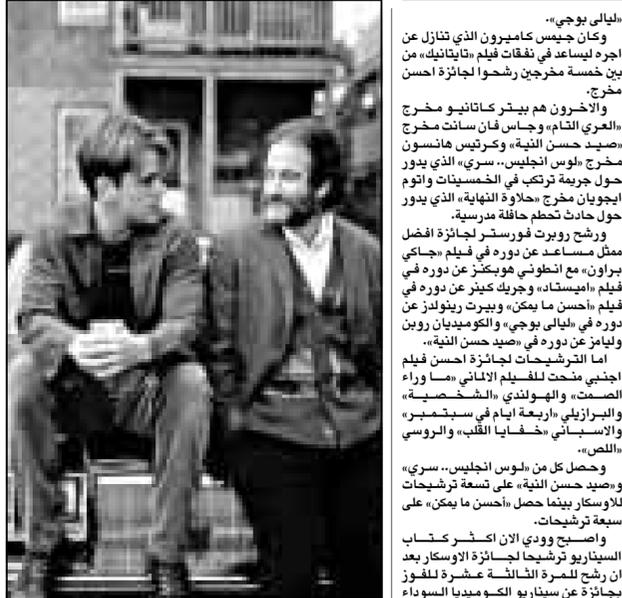 «ليالى بوجي».
وكان جيمس كاميرون الذي تنازل عن
اجره ليساعد في نفقات فيلم «تايتانيك» من
بين خمسة مخرجين رشحوا لجائزة احسن
مخرج.
والاخرون هم بيتر كاتانيو مخرج
«العري التام» وجاس فان سانت مخرج
«صيد حسن النية» وكرتيس هانسون
مخرج «لوس انجليس.. سري» الذي يدور
حول جريمة ترتكب في الخمسينات واتوم
ايجويان مخرج «حلاوة النهاية» الذي يدور
حول حادث تحطم حافلة مدرسية.
ورشح روبرت فورستر لجائزة افضل
ممثل مساعد عن دوره في فيلم «جاكي
براون» مع انطوني هوبكنز عن دوره في
فيلم «اميستاد» وجريك كينر عن دوره في
فيلم «أحسن ما يمكن» وبيرت رينولدز عن
دوره في «ليالى بوجي» والكوميديان روبن
وليامز عن دوره في «صيد حسن النية».
اما الترشيحات لجائزة احسن فيلم
اجنبي منحت للفيلم الالماني «ما وراء
الصمت» والهولندي «الشخصية»
والبرازيلي «اربعة ايام في سبتمبر»
والاسباني «خفايا القلب» والروسي
«اللص».
وحصل كل من «لوس انجليس.. سري»
و«صيد حسن النية» على تسعة ترشيحات
للاوسكار بينما حصل «أحسن ما يمكن» على
سبعة ترشيحات.
واصبح وودي الان اكثر كتاب
السيناريو ترشيحا لجائزة الاوسكار بعد
ان رشح للمرة الثالثة عشرة للفوز
بجائزة عن سيناريو الكوميديا السوداء